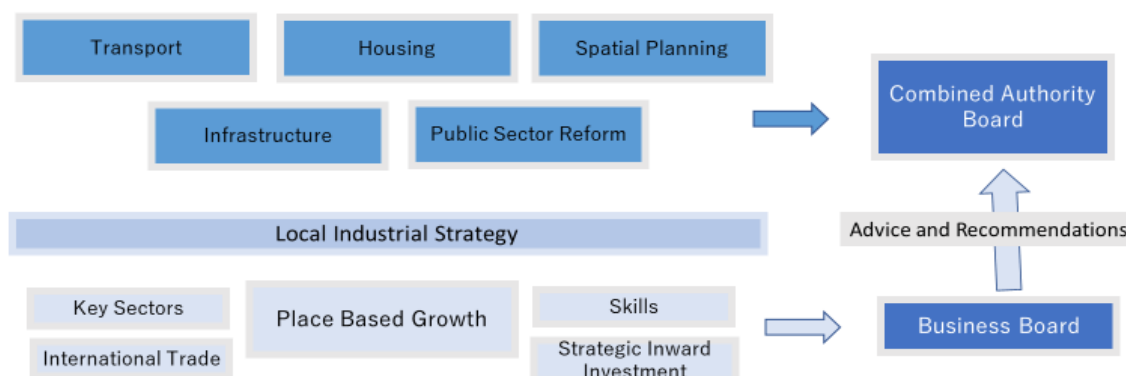 Transport
Housing
Spatial Planning
Combined Authority
Board
Infrastructure
Public Sector Reform
Local Industrial Strategy
Advice and Recommendations
Key Sectors
Place Based Growth
Skills
Business Board
International Trade
Strategic Inward
Investment